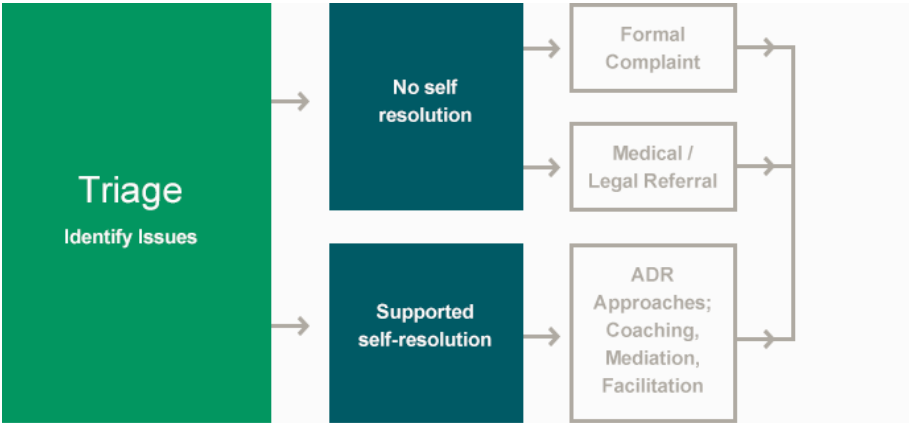 Triage
Identify Issues
No self
resolution
Formal
Complaint
Medical /
Legal Referral
Supported
self-resolution
ADR
Approaches;
Coaching,
Mediation,
Facilitation